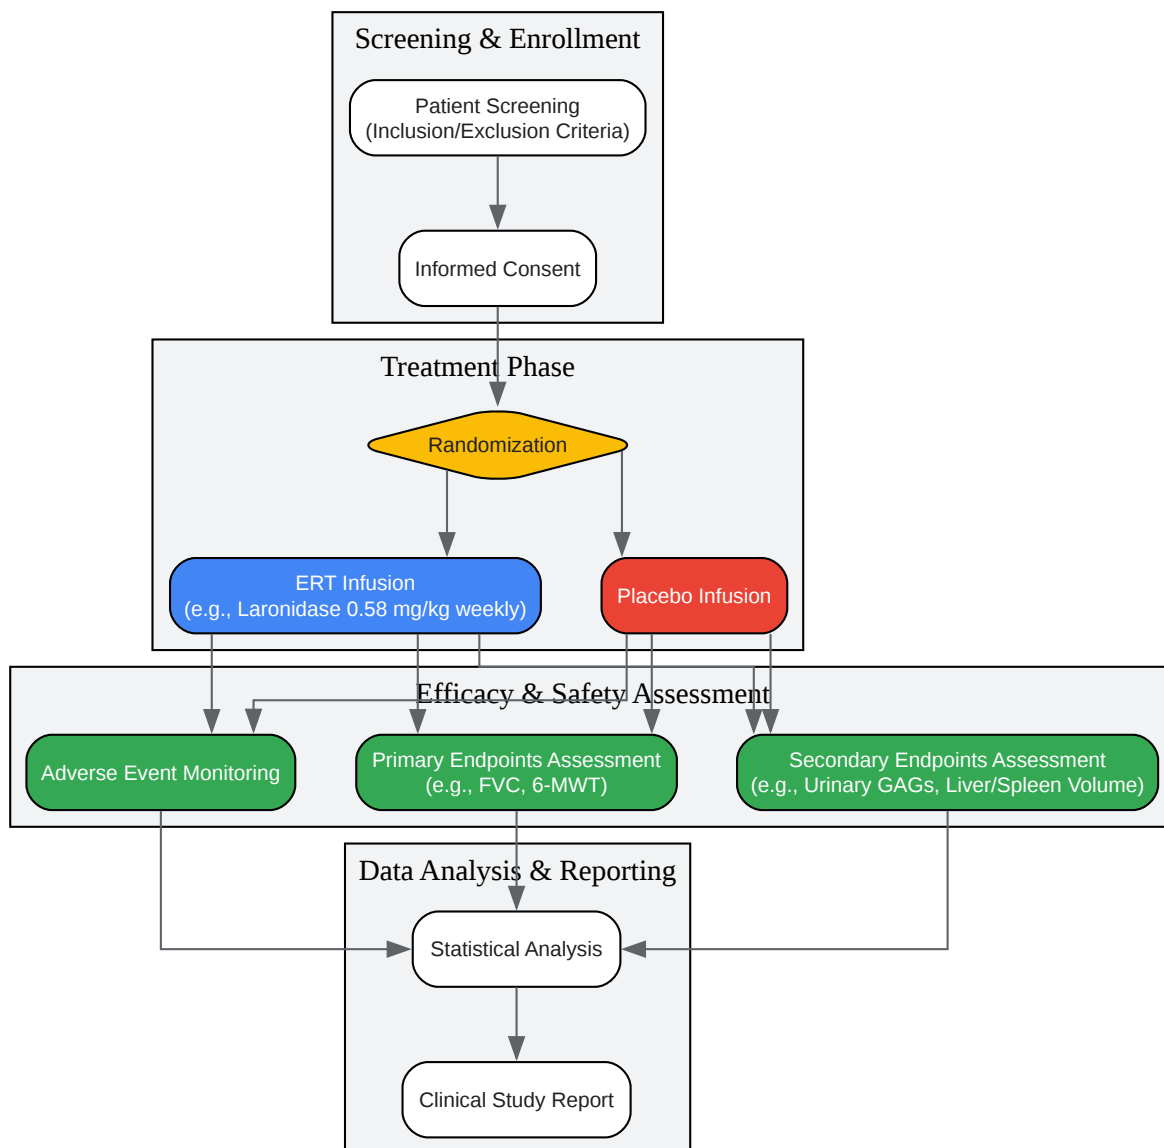 Screening & Enrollment
Patient Screening
(Inclusion/Exclusion Criteria)
Informed Consent
Treatment Phase
Randomization
ERT Infusion
(e.g., Laronidase 0.58 mg/kg weekly)
Placebo Infusion
Efficacy & Safety Assessment
Adverse Event Monitoring
Primary Endpoints Assessment
(e.g., FVC, 6-MWT)
Secondary Endpoints Assessment
(e.g., Urinary GAGs, Liver/Spleen Volume)
Data Analysis & Reporting
Statistical Analysis
Clinical Study Report